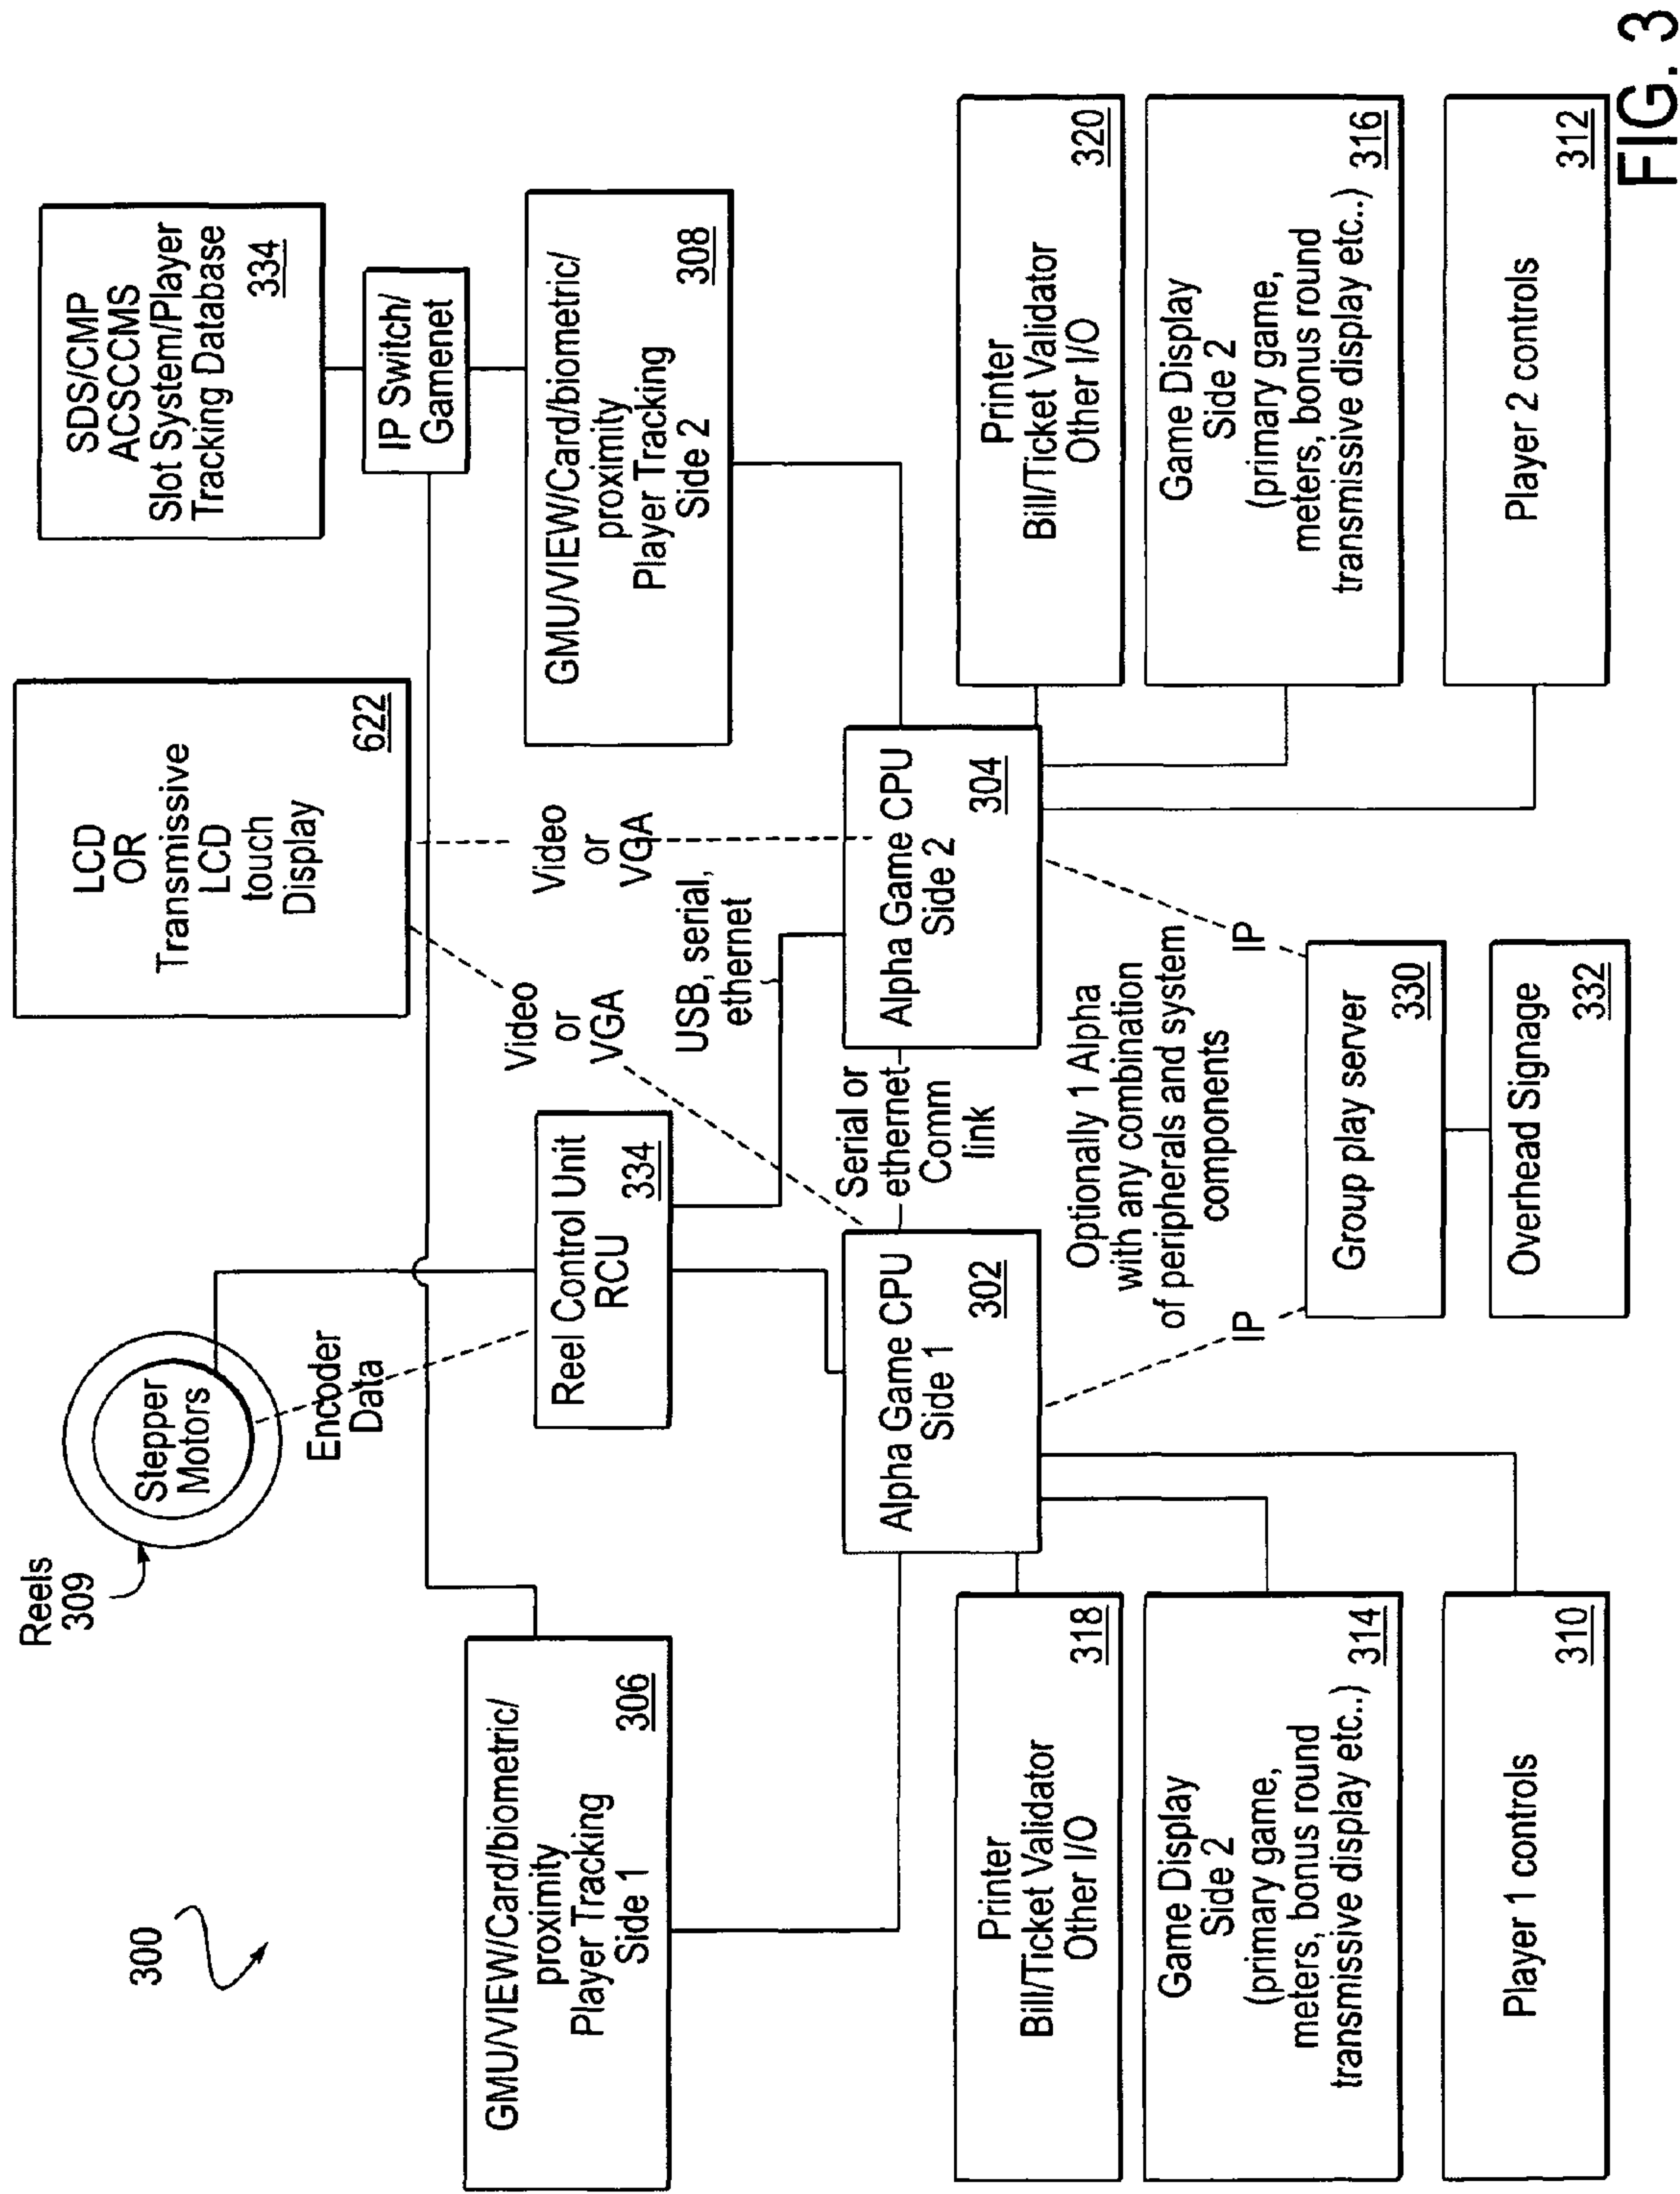 300
Reels
309
Stepper
Motors
Encoder
Data
LCD
OR
Transmissive
LCD
touch
Display
622
SDS/CMP
ACSCCMS
Slot System/Player
Tracking Database
334
IP Switch/
Gamenet
GMU/VIEW/Card/biometric/
proximity
Player Tracking
Side 1
306
Reel Control Unit
RCU
334
Video
or
VGA
Video
or
VGA
USB, serial,
ethernet
GMU/VIEW/Card/biometric/
proximity
Player Tracking
Side 2
308
Alpha Game CPU
Side 1
302
Serial or
ethernet
Comm
link
Alpha Game CPU
Side 2
304
Printer
Bill/Ticket Validator
Other I/O
318
Game Display
Side 2
(primary game,
meters, bonus round
transmissive display etc..)
314
Player 1 controls
310
IP
Optionally 1 Alpha
with any combination
of peripherals and system
components
IP
Group play server
330
Overhead Signage
332
Printer
Bill/Ticket Validator
Other I/O
320
Game Display
Side 2
(primary game,
meters, bonus round
transmissive display etc..)
316
Player 2 controls
312
FIG. 3